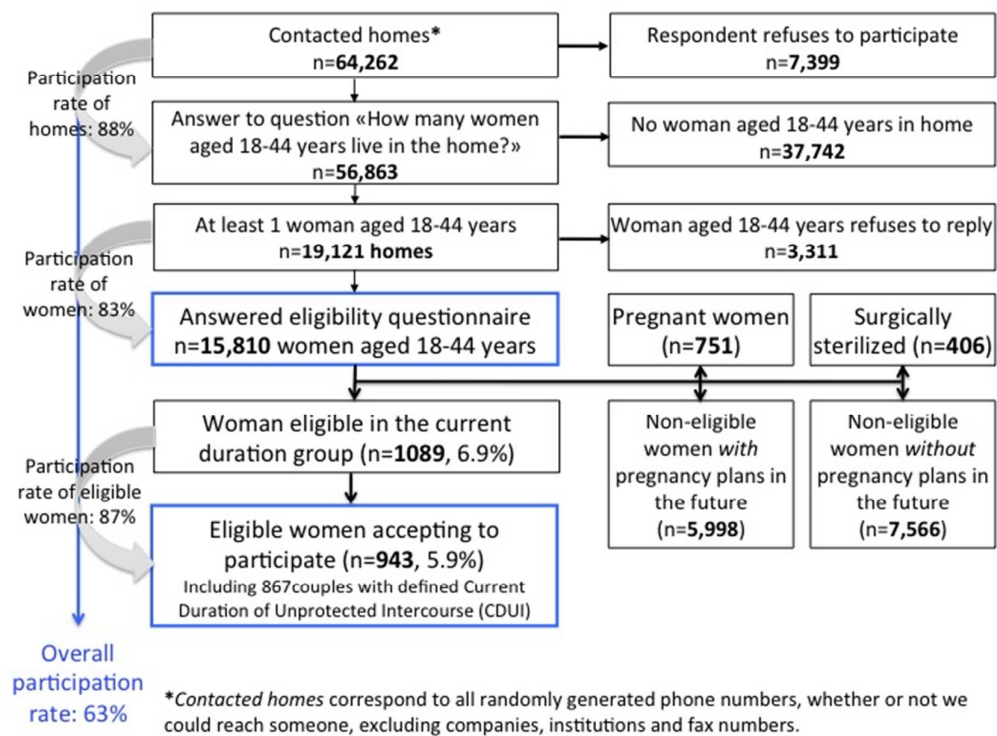 Contacted homes*
n=64,262
Respondent refuses to participate
n=7,399
Participation
rate of
homes: 88%
Answer to question «How many women
aged 18-44 years live in the home?»
n=56,863
No woman aged 18-44 years in home
n=37,742
At least 1 woman aged 18-44 years
n=19,121 homes
Woman aged 18-44 years refuses to reply
n=3,311
Participation
rate of
women: 83%
Answered eligibility questionnaire
n=15,810 women aged 18-44 years
Pregnant women
(n=751)
Surgically
sterilized (n=406)
Woman eligible in the current
duration group (n=1089, 6.9%)
Non-eligible
women with
pregnancy plans in
the future
(n=5,998)
Non-eligible
women without
pregnancy plans in
the future
(n=7,566)
Participation
rate of eligible
women: 87%
Eligible women accepting to
participate (n=943, 5.9%)
Including 867couples with defined Current
Duration of Unprotected Intercourse (CDUI)
Overall
participation
rate: 63%
*Contacted homes correspond to all randomly generated phone numbers, whether or not we
could reach someone, excluding companies, institutions and fax numbers.